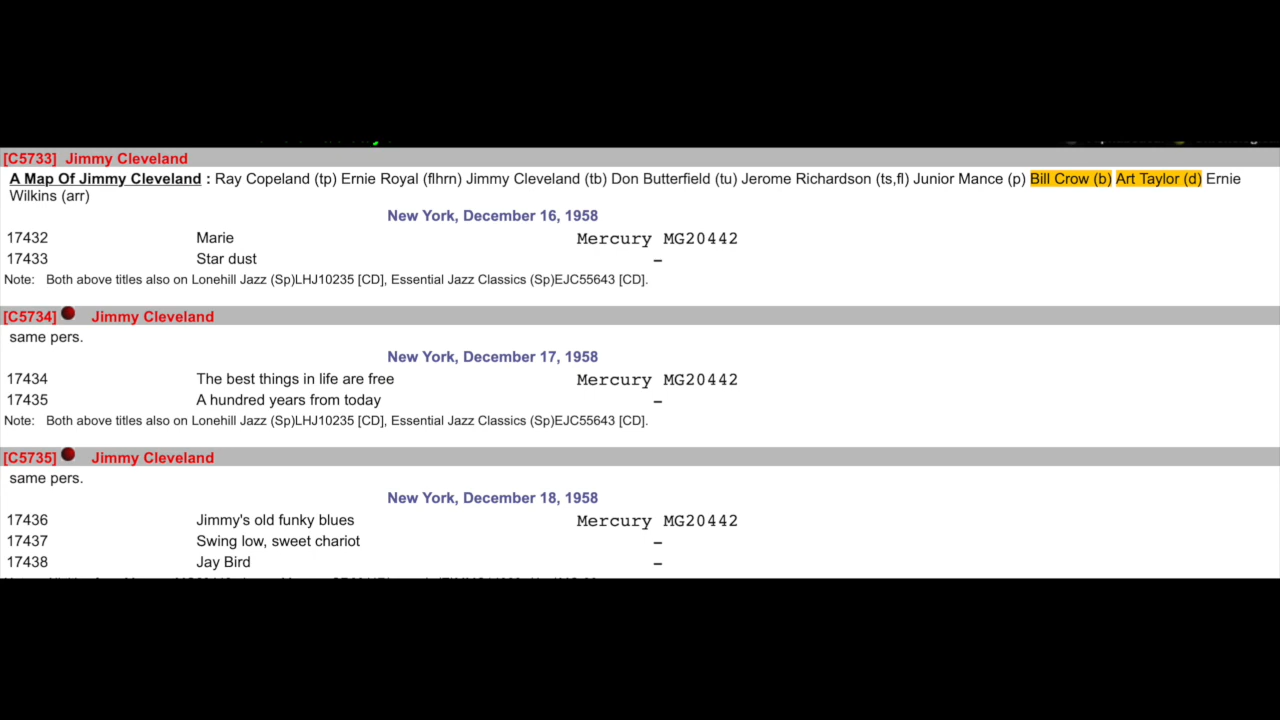 [C5733] Jimmy Cleveland
A Map Of Jimmy Cleveland : Ray Copeland (tp) Ernie Royal (flhrn) Jimmy Cleveland (tb) Don Butterfield (tu) Jerome Richardson (ts,fl) Junior Mance (p) Bill Crow (b) Art Taylor (d) Ernie
Wilkins (arr)
New York, December 16, 1958
17432 Marie Mercury MG20442
17433 Star dust –
Note: Both above titles also on Lonehill Jazz (Sp)LHJ10235 [CD], Essential Jazz Classics (Sp)EJC55643 [CD].
[C5734] Jimmy Cleveland
same pers.
New York, December 17, 1958
17434 The best things in life are free Mercury MG20442
17435 A hundred years from today –
Note: Both above titles also on Lonehill Jazz (Sp)LHJ10235 [CD], Essential Jazz Classics (Sp)EJC55643 [CD].
[C5735] Jimmy Cleveland
same pers.
New York, December 18, 1958
17436 Jimmy's old funky blues Mercury MG20442
17437 Swing low, sweet chariot –
17438 Jay Bird –